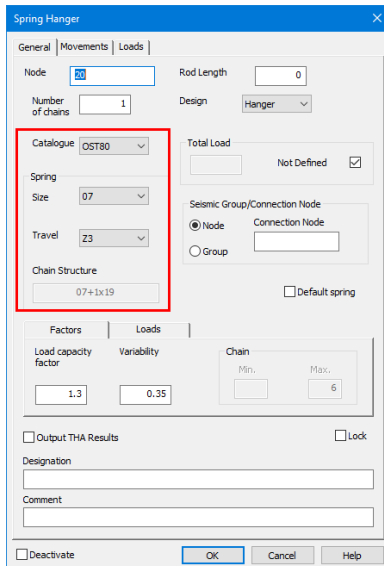 Spring Hanger
General Movements Loads
Node 20 Rod Length 0
Number of chains 1 Design Hanger
Catalogue OST80 Total Load
Not Defined
Spring
Size 07 Seismic Group/Connection Node
Node Connection Node
Travel Z3
Group
Chain Structure
07+1x19 Default spring
Factors Loads
Load capacity factor Variability Chain
Min. Max.
1.3 0.35 6
Output THA Results Lock
Designation
Comment
Deactivate OK Cancel Help